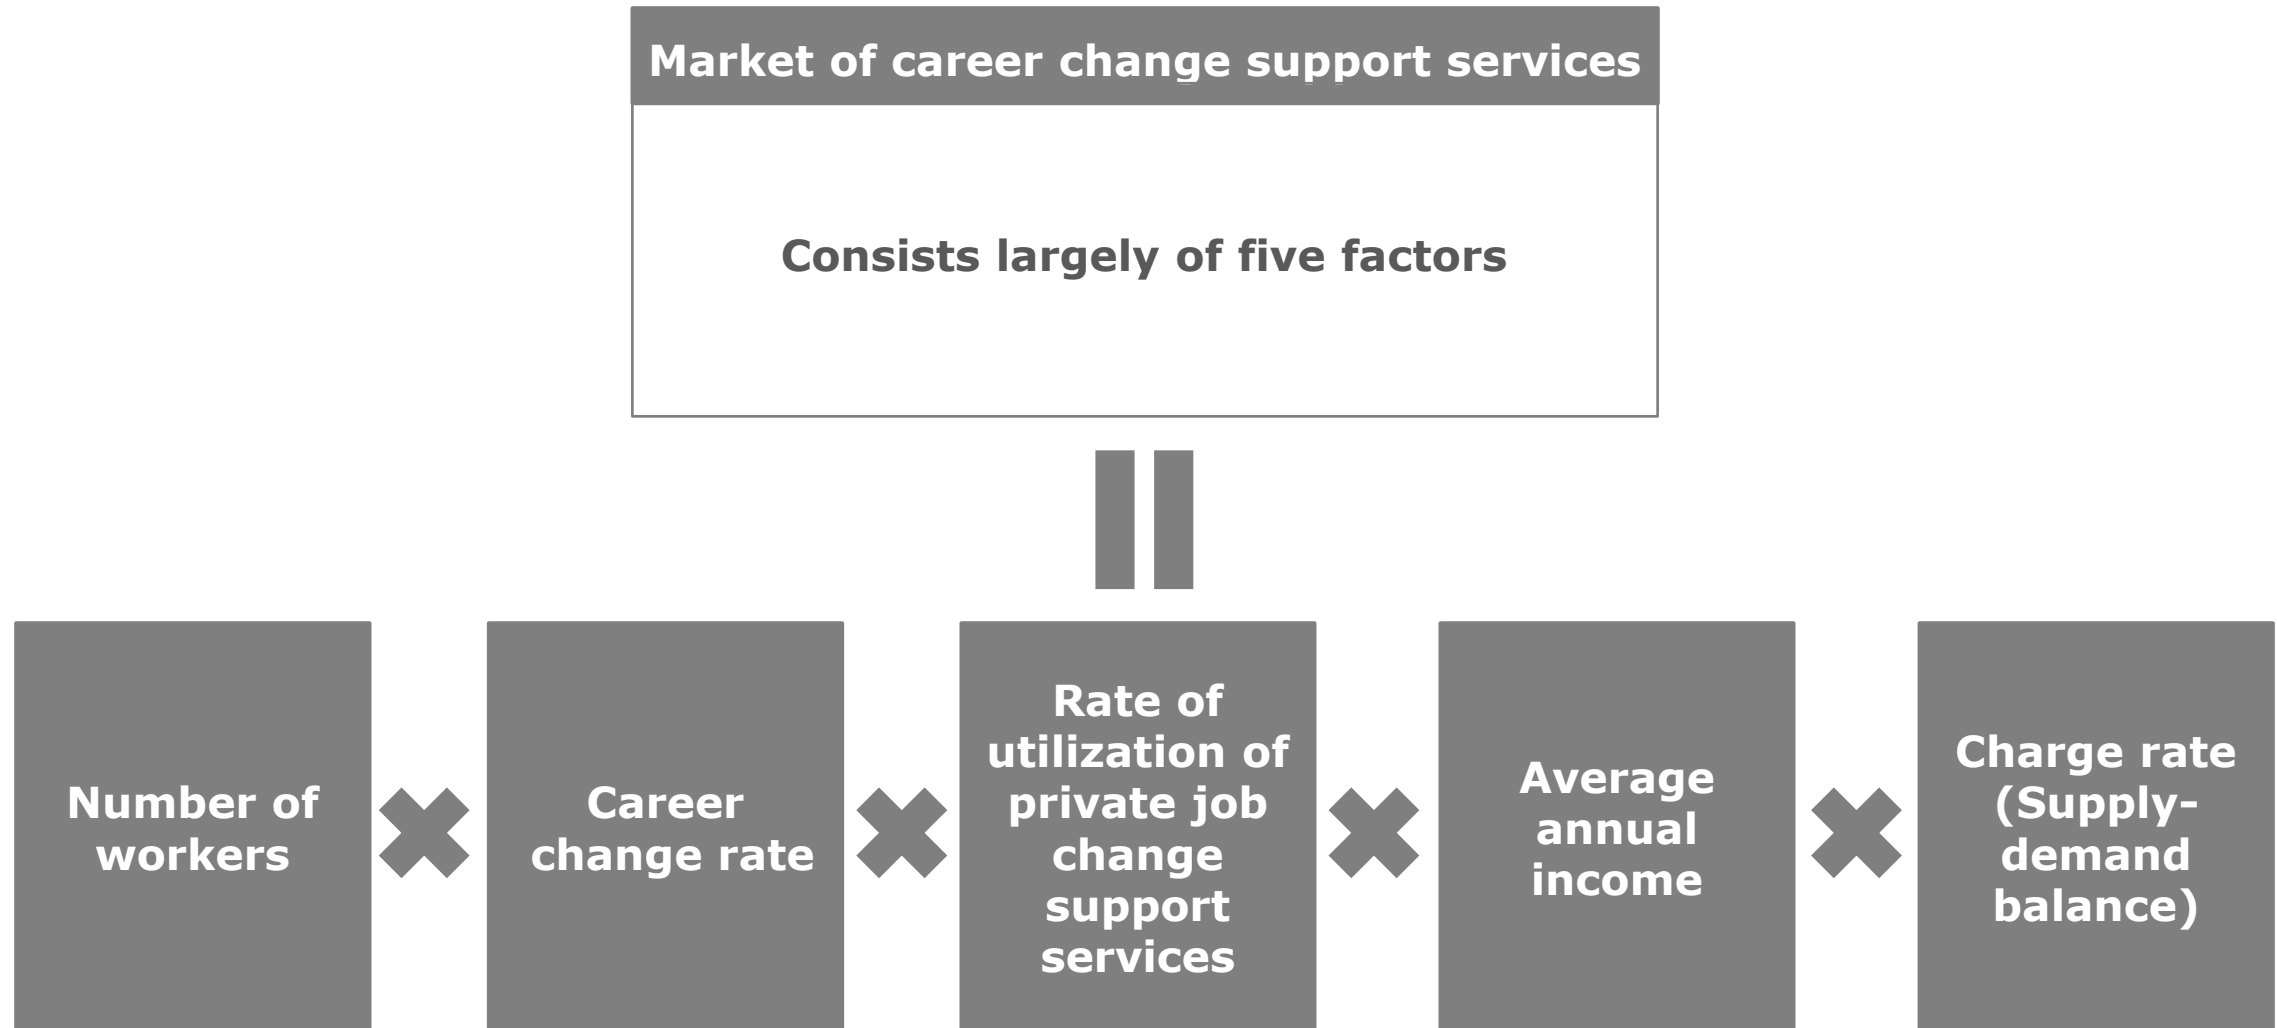 Market of career change support services
Consists largely of five factors
Number of
workers
Career
change rate
Rate of
utilization of
private job
change
support
services
Average
annual
income
Charge rate
(Supply-
demand
balance)